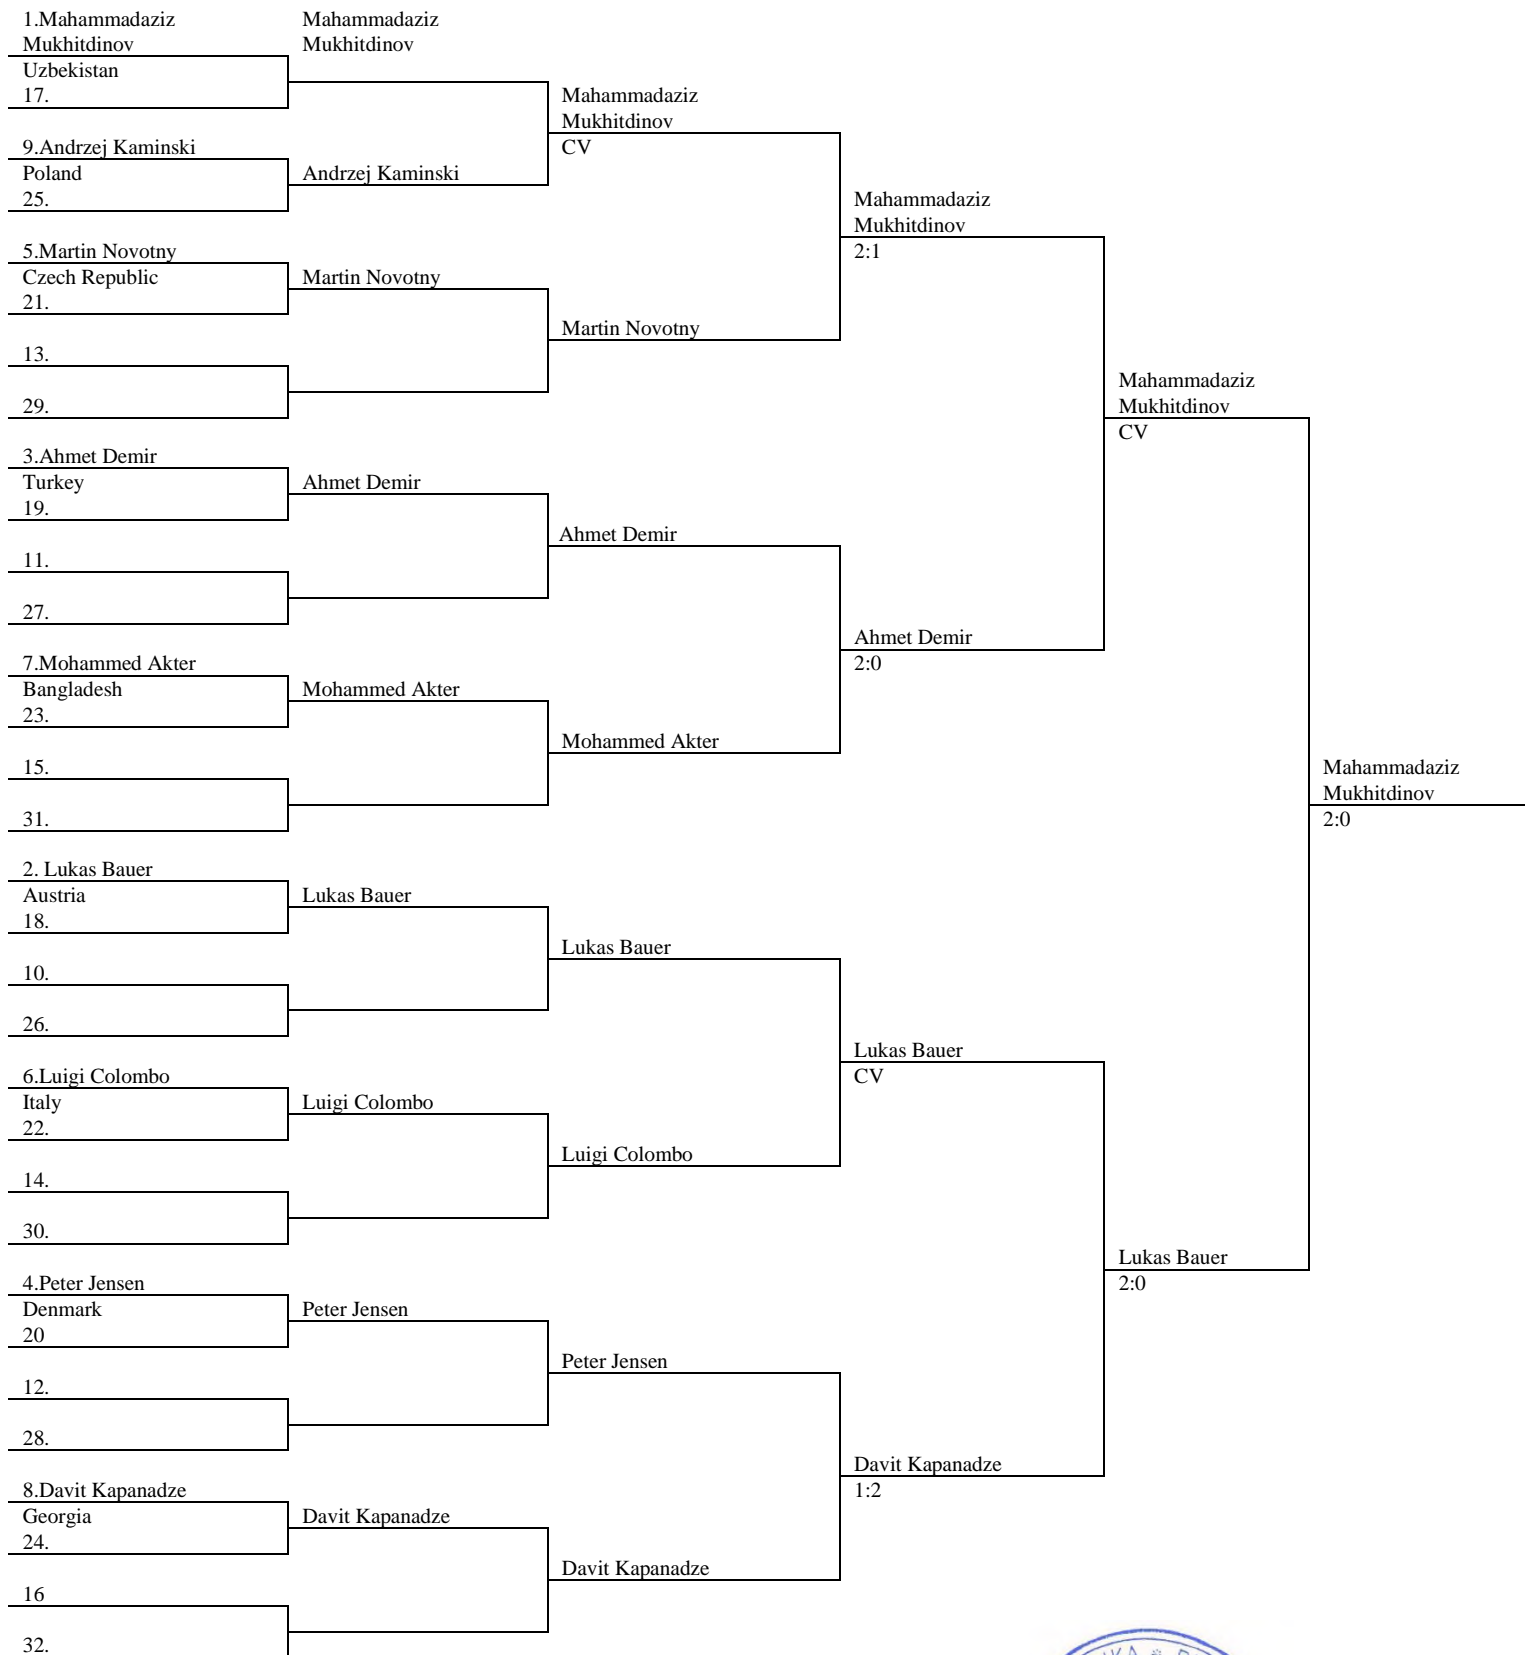 1.Mahammadaziz
Mukhitdinov
Uzbekistan
17.
9.Andrzej Kaminski
Poland
25.
5.Martin Novotny
Czech Republic
21.
13.
29.
3.Ahmet Demir
Turkey
19.
11.
27.
7.Mohammed Akter
Bangladesh
23.
15.
31.
2. Lukas Bauer
Austria
18.
10.
26.
6.Luigi Colombo
Italy
22.
14.
30.
4.Peter Jensen
Denmark
20
12.
28.
8.Davit Kapanadze
Georgia
24.
16
32.
Mahammadaziz
Mukhitdinov
Andrzej Kaminski
Martin Novotny
Ahmet Demir
Mohammed Akter
Lukas Bauer
Luigi Colombo
Peter Jensen
Davit Kapanadze
Mahammadaziz
Mukhitdinov
CV
Martin Novotny
Ahmet Demir
Mohammed Akter
Lukas Bauer
Luigi Colombo
Peter Jensen
Davit Kapanadze
Mahammadaziz
Mukhitdinov
2:1
Ahmet Demir
2:0
Lukas Bauer
CV
Davit Kapanadze
1:2
Mahammadaziz
Mukhitdinov
CV
Lukas Bauer
2:0
Mahammadaziz
Mukhitdinov
2:0